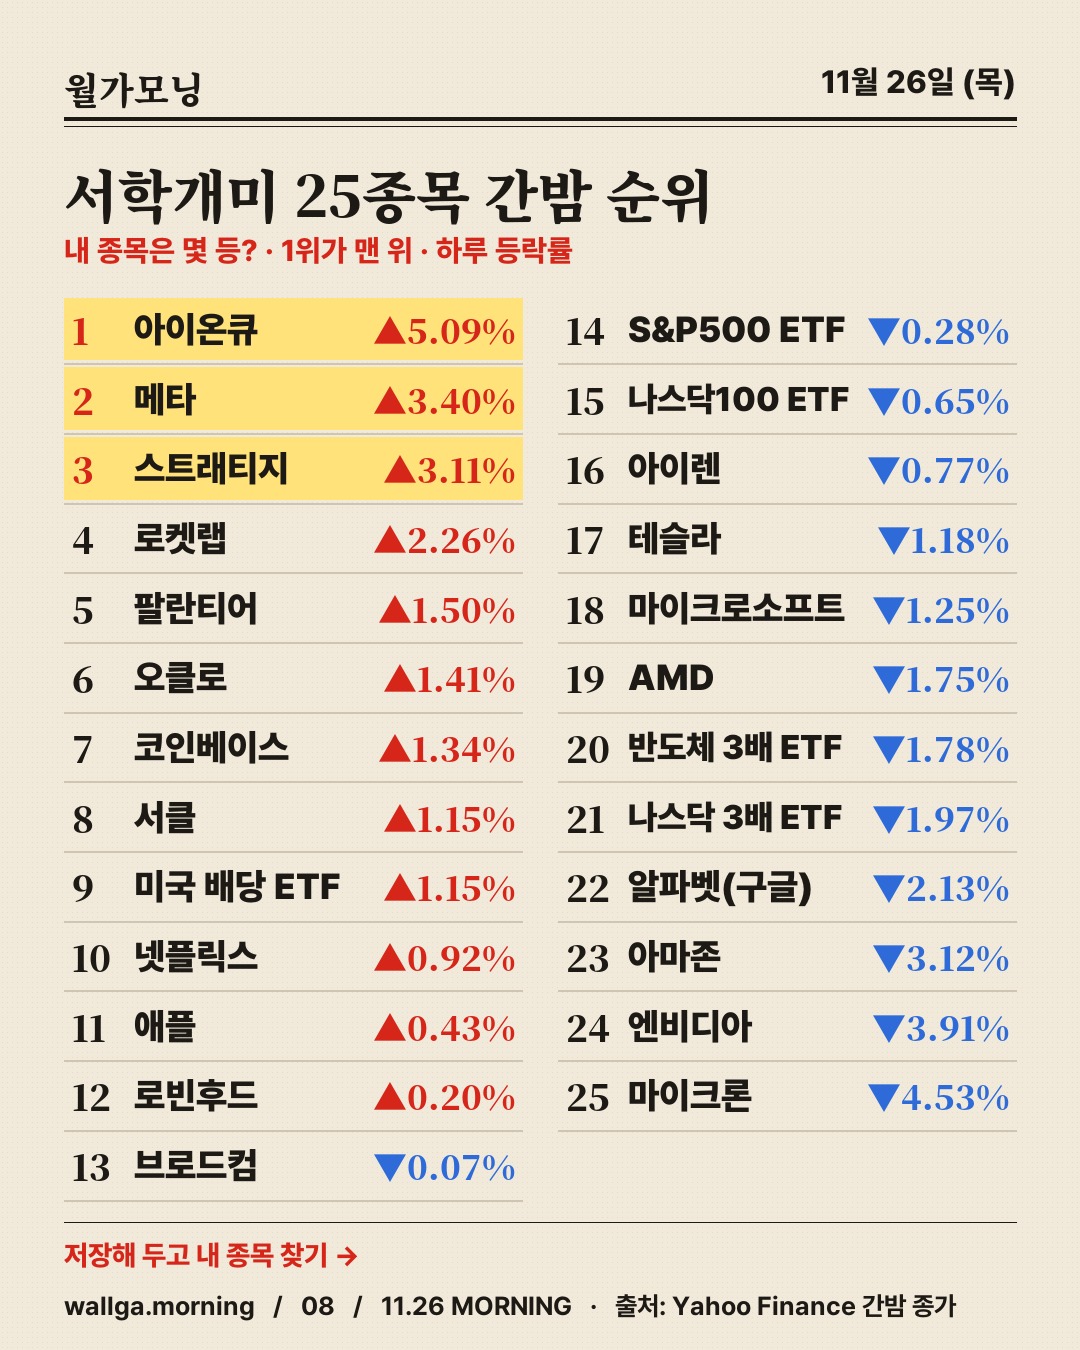 월가모닝
11월 26일 (목)
서학개미 25종목 간밤 순위
내 종목은 몇 등? · 1위가 맨 위 · 하루 등락률
1 아이온큐 ▲5.09%
2 메타 ▲3.40%
3 스트래티지 ▲3.11%
4 로켓랩 ▲2.26%
5 팔란티어 ▲1.50%
6 오클로 ▲1.41%
7 코인베이스 ▲1.34%
8 서클 ▲1.15%
9 미국 배당 ETF ▲1.15%
10 넷플릭스 ▲0.92%
11 애플 ▲0.43%
12 로빈후드 ▲0.20%
13 브로드컴 ▼0.07%
14 S&P500 ETF ▼0.28%
15 나스닥100 ETF ▼0.65%
16 아이렌 ▼0.77%
17 테슬라 ▼1.18%
18 마이크로소프트 ▼1.25%
19 AMD ▼1.75%
20 반도체 3배 ETF ▼1.78%
21 나스닥 3배 ETF ▼1.97%
22 알파벳(구글) ▼2.13%
23 아마존 ▼3.12%
24 엔비디아 ▼3.91%
25 마이크론 ▼4.53%
저장해 두고 내 종목 찾기 →
wallga.morning / 08 / 11.26 MORNING · 출처: Yahoo Finance 간밤 종가